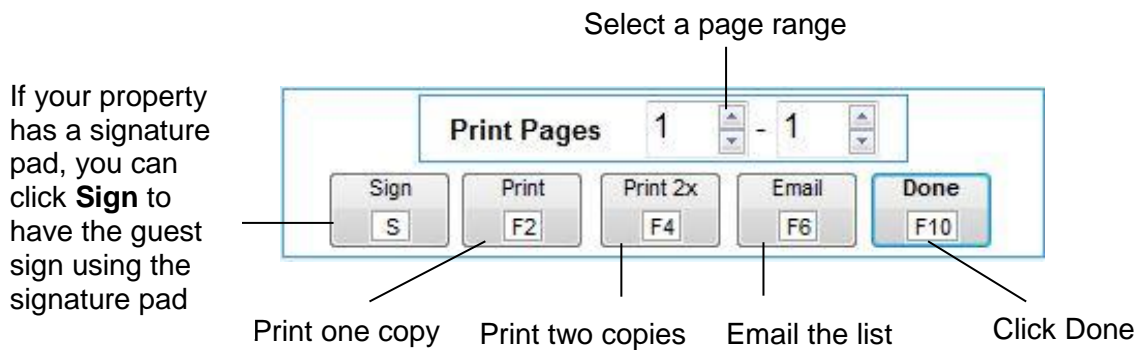 Select a page range
If your property
has a signature
pad, you can
click Sign to
have the guest
sign using the
signature pad
Print Pages 1 - 1
Sign Print Print 2x Email Done
S F2 F4 F6 F10
Print one copy Print two copies Email the list Click Done